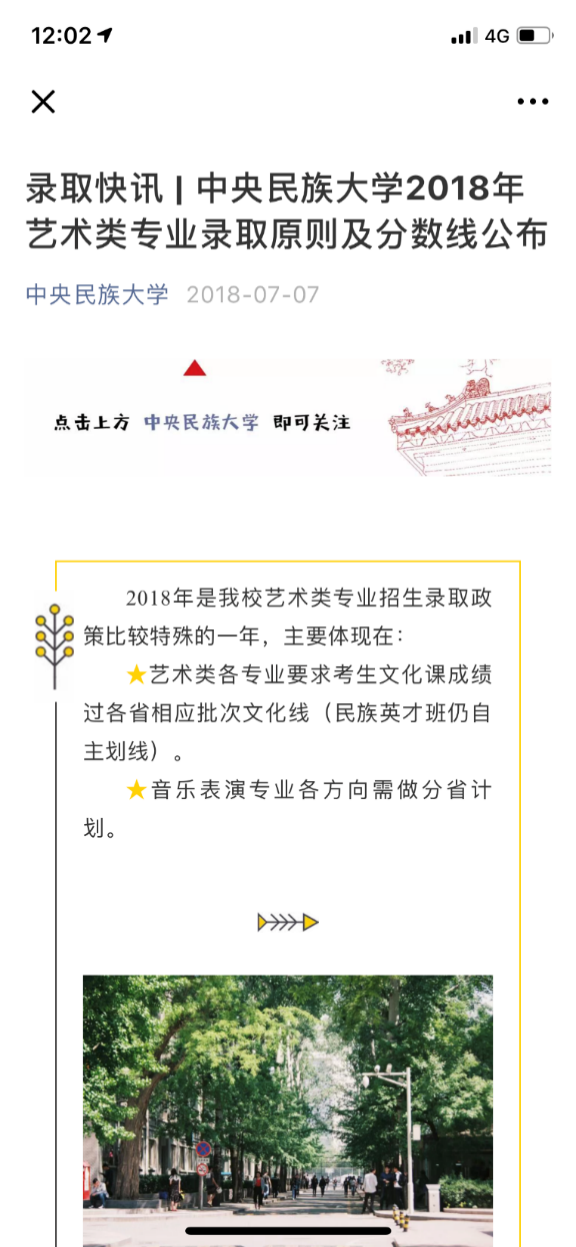 12:02
4G
录取快讯 | 中央民族大学2018年
艺术类专业录取原则及分数线公布
中央民族大学 2018-07-07
点击上方 中央民族大学 即可关注
2018年是我校艺术类专业招生录取政
策比较特殊的一年，主要体现在：
★艺术类各专业要求考生文化课成绩
过各省相应批次文化线（民族英才班仍自
主划线）。
★音乐表演专业各方向需做分省计
划。